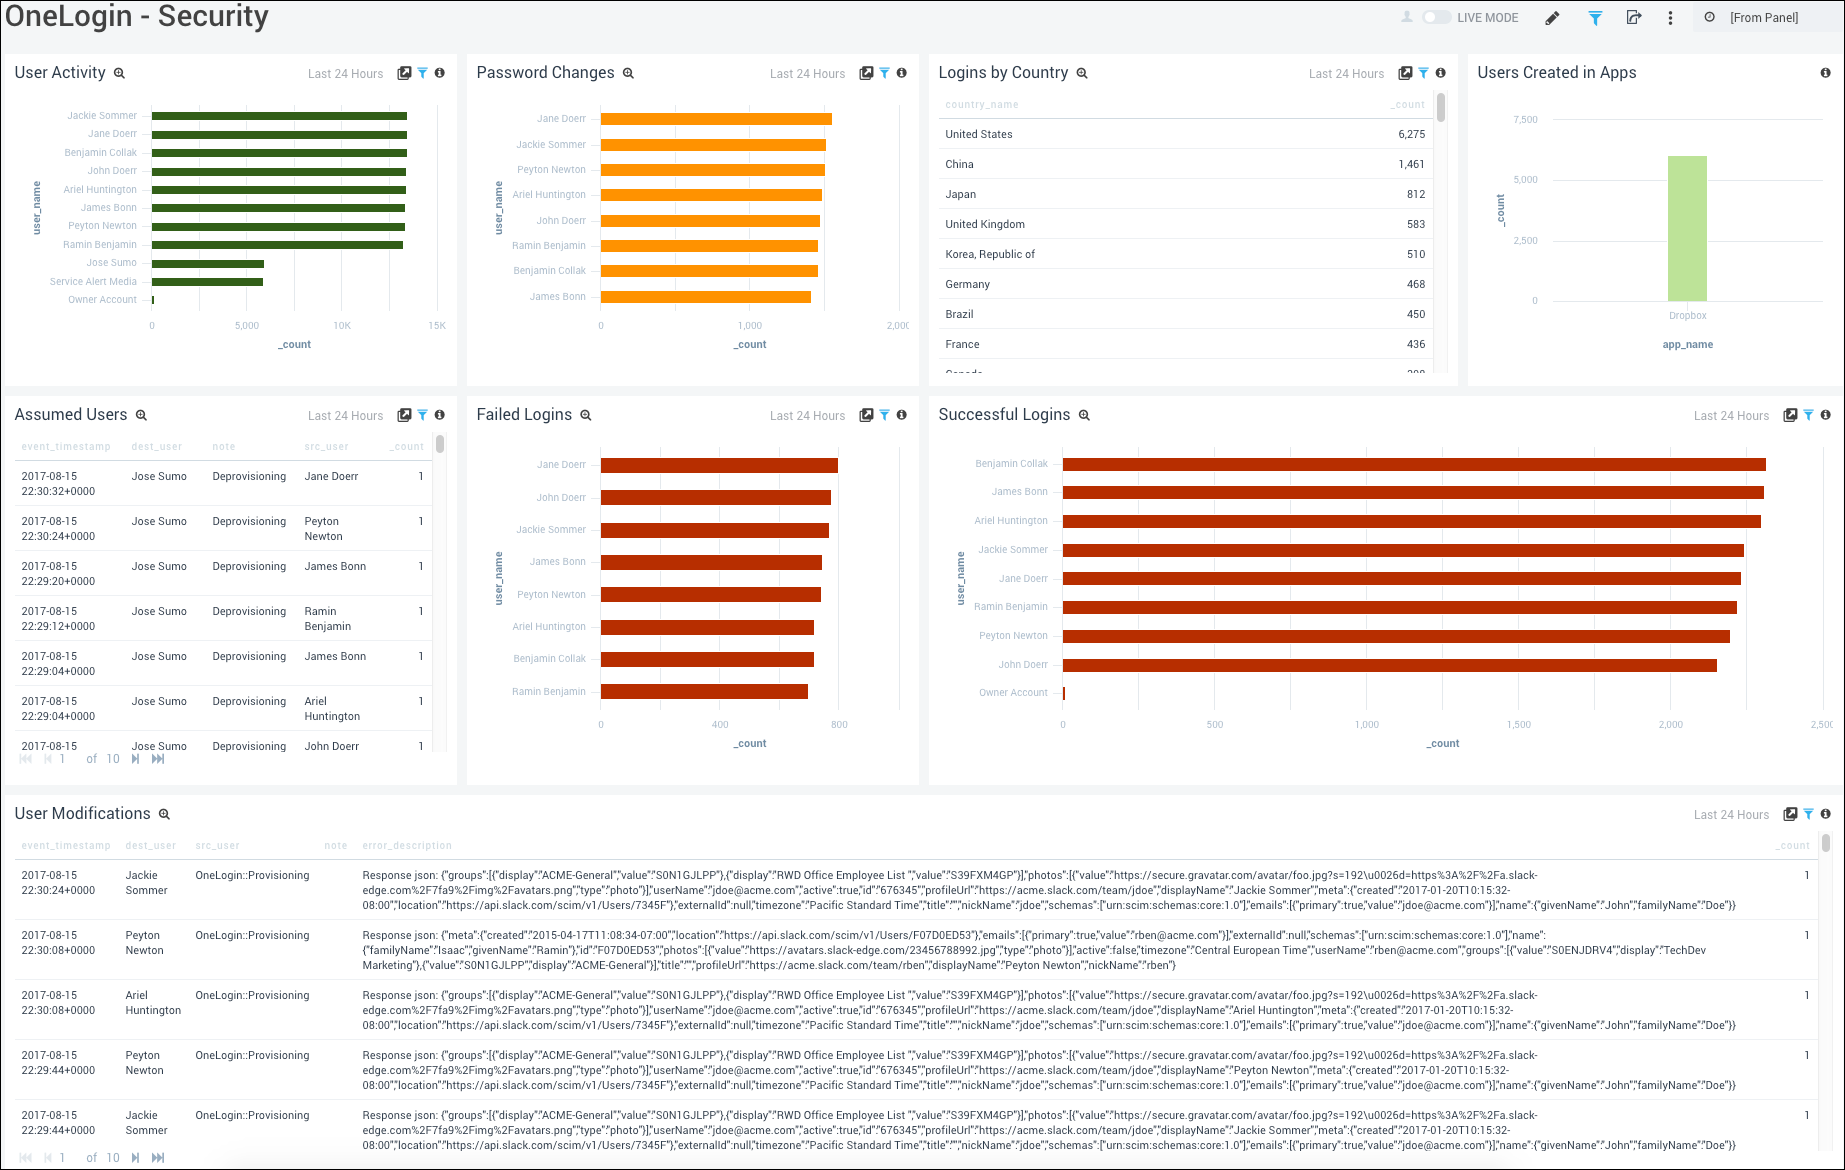 OneLogin - Security
LIVE MODE
[From Panel]
User Activity
Last 24 Hours
user_name
Jackie Sommer
Jane Doerr
Benjamin Collak
John Doerr
Ariel Huntington
James Bonn
Peyton Newton
Ramin Benjamin
Jose Sumo
Service Alert Media
Owner Account
0 5,000 10K 15K
_count
Password Changes
Last 24 Hours
user_name
Jane Doerr
Jackie Sommer
Peyton Newton
Ariel Huntington
John Doerr
Ramin Benjamin
Benjamin Collak
James Bonn
0 1,000 2,000
_count
Logins by Country
Last 24 Hours
country_name _count
United States 6,275
China 1,461
Japan 812
United Kingdom 583
Korea, Republic of 510
Germany 468
Brazil 450
France 436
Users Created in Apps
_count
7,500
5,000
2,500
0
Dropbox
app_name
Assumed Users
Last 24 Hours
event_timestamp dest_user note src_user _count
2017-08-15 Jose Sumo Deprovisioning Jane Doerr 1
22:30:32+0000
2017-08-15 Jose Sumo Deprovisioning Peyton 1
22:30:24+0000 Newton
2017-08-15 Jose Sumo Deprovisioning James Bonn 1
22:29:20+0000
2017-08-15 Jose Sumo Deprovisioning Ramin 1
22:29:12+0000 Benjamin
2017-08-15 Jose Sumo Deprovisioning James Bonn 1
22:29:04+0000
2017-08-15 Jose Sumo Deprovisioning Ariel 1
22:29:04+0000 Huntington
2017-08-15 Jose Sumo Deprovisioning John Doerr 1
1 of 10
Failed Logins
Last 24 Hours
user_name
Jane Doerr
John Doerr
Jackie Sommer
James Bonn
Peyton Newton
Ariel Huntington
Benjamin Collak
Ramin Benjamin
0 400 800
_count
Successful Logins
Last 24 Hours
user_name
Benjamin Collak
James Bonn
Ariel Huntington
Jackie Sommer
Jane Doerr
Ramin Benjamin
Peyton Newton
John Doerr
Owner Account
0 500 1,000 1,500 2,000 2,500
_count
User Modifications
Last 24 Hours
event_timestamp dest_user src_user note error_description _count
2017-08-15 Jackie OneLogin::Provisioning Response json: {"groups":[{"display":"ACME-General","value":"S0N1GJLPP"},{"display":"RWD Office Employee List ","value":"S39FXM4GP"}],"photos":[{"value":"https://secure.gravatar.com/avatar/foo.jpg?s=192\u0026d=https%3A%2F%2Fa.slack- 1
22:30:24+0000 Sommer edge.com%2F7fa9%2Fimg%2Favatars.png","type":"photo"}],"userName":"jdoe@acme.com","active":true,"id":"676345","profileUrl":"https://acme.slack.com/team/jdoe","displayName":"Jackie Sommer","meta":{"created":"2017-01-20T10:15:32-
08:00","location":"https://api.slack.com/scim/v1/Users/7345F"},"externalId":null,"timezone":"Pacific Standard Time","title":"","nickName":"jdoe","schemas":["urn:scim:schemas:core:1.0"],"emails":[{"primary":true,"value":"jdoe@acme.com"}],"name":{"givenName":"John","familyName":"Doe"}}
2017-08-15 Peyton OneLogin::Provisioning Response json: {"meta":{"created":"2015-04-17T11:08:34-07:00","location":"https://api.slack.com/scim/v1/Users/F07D0ED53"},"emails":[{"primary":true,"value":"rben@acme.com"}],"externalId":null,"schemas":["urn:scim:schemas:core:1.0"],"name": 1
22:30:08+0000 Newton {"familyName":"Isaac","givenName":"Ramin"},"id":"F07D0ED53","photos":[{"value":"https://avatars.slack-edge.com/23456788992.jpg","type":"photo"}],"active":false,"timezone":"Central European Time","userName":"rben@acme.com","groups":[{"value":"S0ENJDRV4","display":"TechDev
Marketing"},{"value":"S0N1GJLPP","display":"ACME-General"}],"title":"","profileUrl":"https://acme.slack.com/team/rben","displayName":"Peyton Newton","nickName":"rben"}
2017-08-15 Ariel OneLogin::Provisioning Response json: {"groups":[{"display":"ACME-General","value":"S0N1GJLPP"},{"display":"RWD Office Employee List ","value":"S39FXM4GP"}],"photos":[{"value":"https://secure.gravatar.com/avatar/foo.jpg?s=192\u0026d=https%3A%2F%2Fa.slack- 1
22:30:08+0000 Huntington edge.com%2F7fa9%2Fimg%2Favatars.png","type":"photo"}],"userName":"jdoe@acme.com","active":true,"id":"676345","profileUrl":"https://acme.slack.com/team/jdoe","displayName":"Ariel Huntington","meta":{"created":"2017-01-20T10:15:32-
08:00","location":"https://api.slack.com/scim/v1/Users/7345F"},"externalId":null,"timezone":"Pacific Standard Time","title":"","nickName":"jdoe","schemas":["urn:scim:schemas:core:1.0"],"emails":[{"primary":true,"value":"jdoe@acme.com"}],"name":{"givenName":"John","familyName":"Doe"}}
2017-08-15 Peyton OneLogin::Provisioning Response json: {"groups":[{"display":"ACME-General","value":"S0N1GJLPP"},{"display":"RWD Office Employee List ","value":"S39FXM4GP"}],"photos":[{"value":"https://secure.gravatar.com/avatar/foo.jpg?s=192\u0026d=https%3A%2F%2Fa.slack- 1
22:29:44+0000 Newton edge.com%2F7fa9%2Fimg%2Favatars.png","type":"photo"}],"userName":"jdoe@acme.com","active":true,"id":"676345","profileUrl":"https://acme.slack.com/team/jdoe","displayName":"Peyton Newton","meta":{"created":"2017-01-20T10:15:32-
08:00","location":"https://api.slack.com/scim/v1/Users/7345F"},"externalId":null,"timezone":"Pacific Standard Time","title":"","nickName":"jdoe","schemas":["urn:scim:schemas:core:1.0"],"emails":[{"primary":true,"value":"jdoe@acme.com"}],"name":{"givenName":"John","familyName":"Doe"}}
2017-08-15 Jackie OneLogin::Provisioning Response json: {"groups":[{"display":"ACME-General","value":"S0N1GJLPP"},{"display":"RWD Office Employee List ","value":"S39FXM4GP"}],"photos":[{"value":"https://secure.gravatar.com/avatar/foo.jpg?s=192\u0026d=https%3A%2F%2Fa.slack- 1
22:29:44+0000 Sommer edge.com%2F7fa9%2Fimg%2Favatars.png","type":"photo"}],"userName":"jdoe@acme.com","active":true,"id":"676345","profileUrl":"https://acme.slack.com/team/jdoe","displayName":"Jackie Sommer","meta":{"created":"2017-01-20T10:15:32-
08:00","location":"https://api.slack.com/scim/v1/Users/7345F"},"externalId":null,"timezone":"Pacific Standard Time","title":"","nickName":"jdoe","schemas":["urn:scim:schemas:core:1.0"],"emails":[{"primary":true,"value":"jdoe@acme.com"}],"name":{"givenName":"John","familyName":"Doe"}}
1 of 10